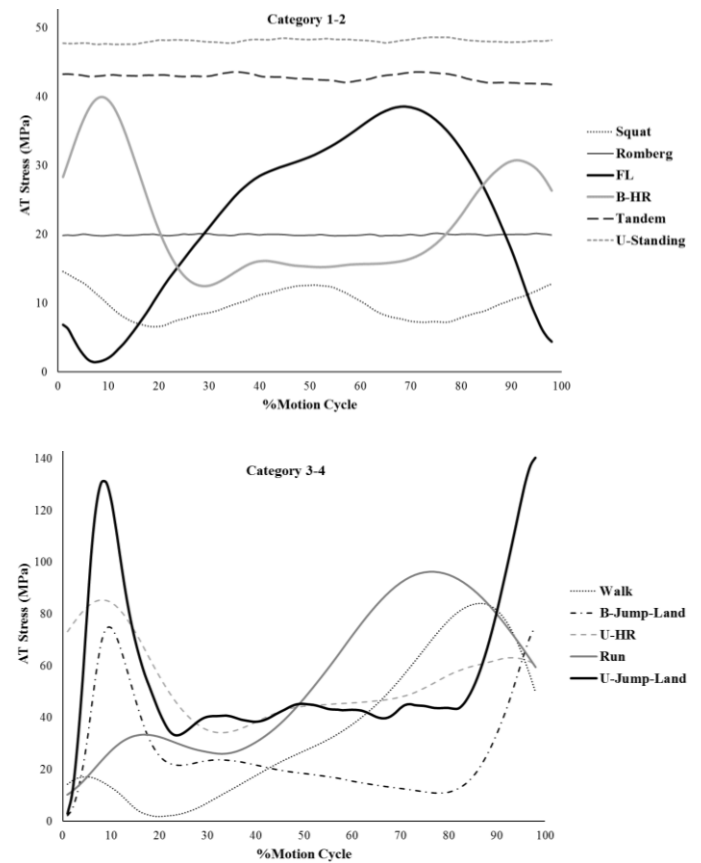 Category 1-2
50
40
30
20
10
0
AT Stress (MPa)
0 10 20 30 40 50 60 70 80 90 100
%Motion Cycle
Squat
Romberg
FL
B-HR
Tandem
U-Standing
Category 3-4
140
120
100
80
60
40
20
0
AT Stress (MPa)
0 10 20 30 40 50 60 70 80 90 100
%Motion Cycle
Walk
B-Jump-Land
U-HR
Run
U-Jump-Land